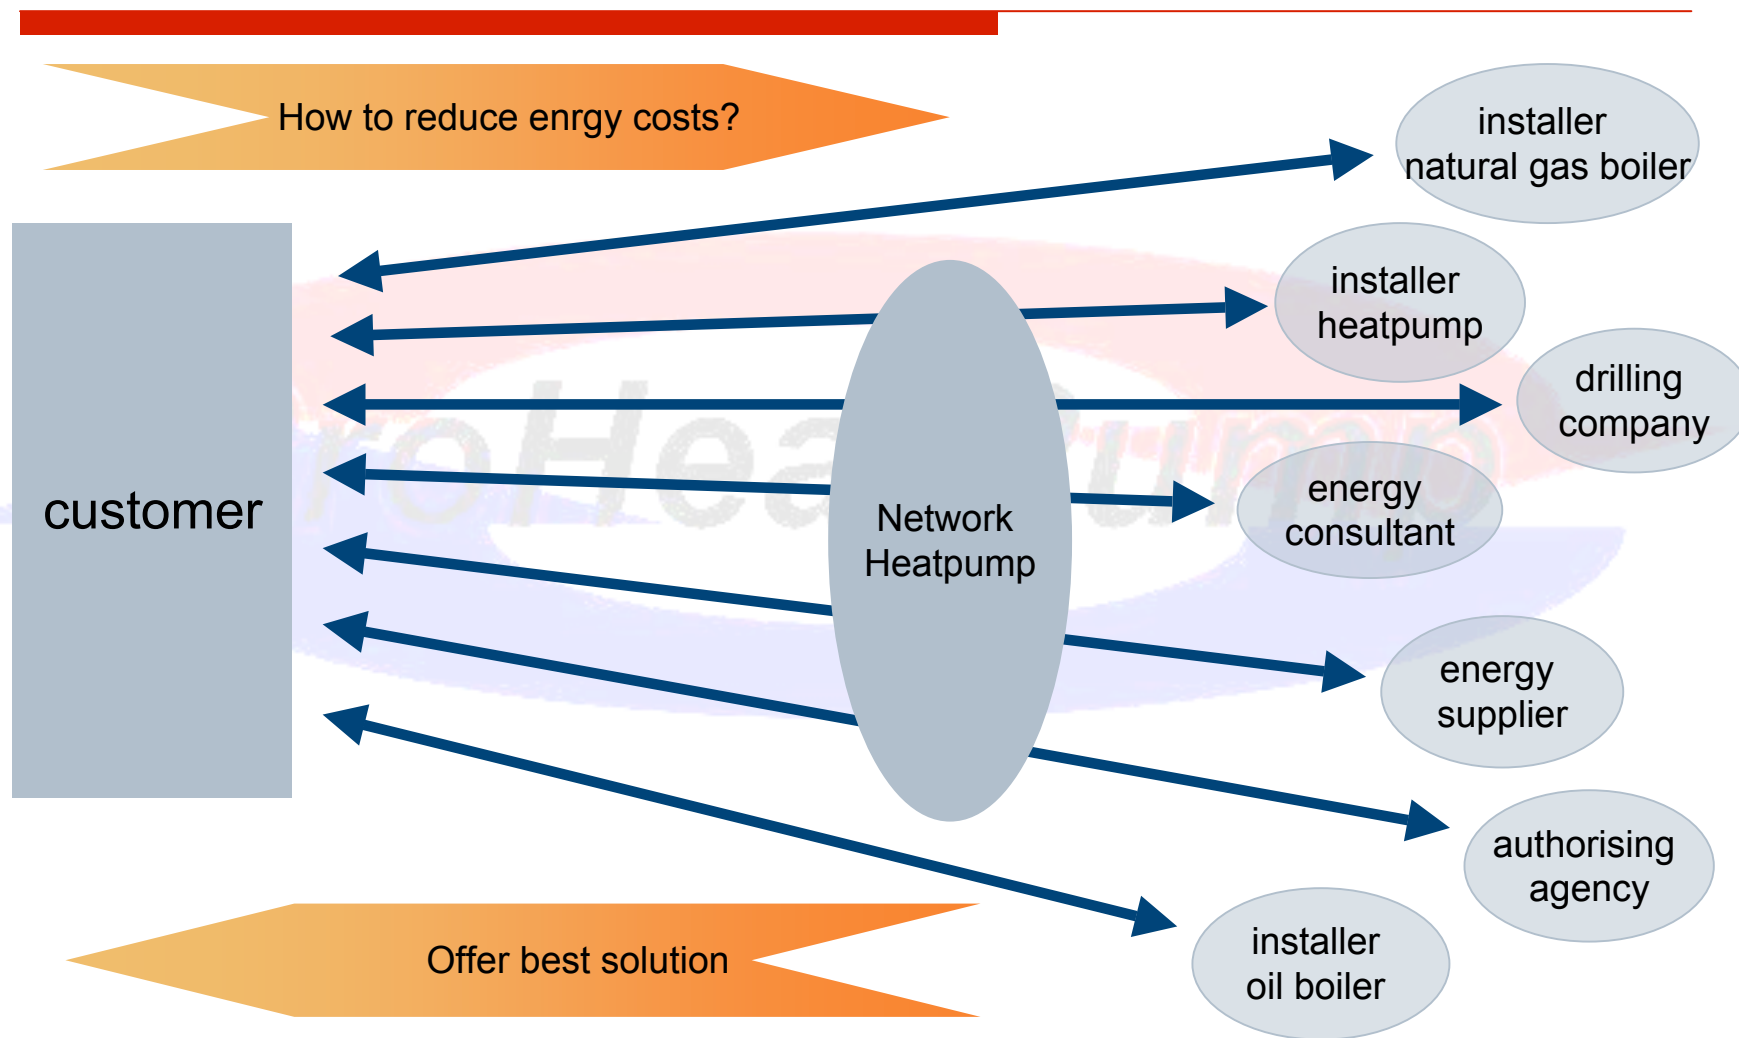 How to reduce enrgy costs?
installer
natural gas boiler
installer
heatpump
drilling
company
customer
Network
Heatpump
energy
consultant
energy
supplier
authorising
agency
installer
oil boiler
Offer best solution